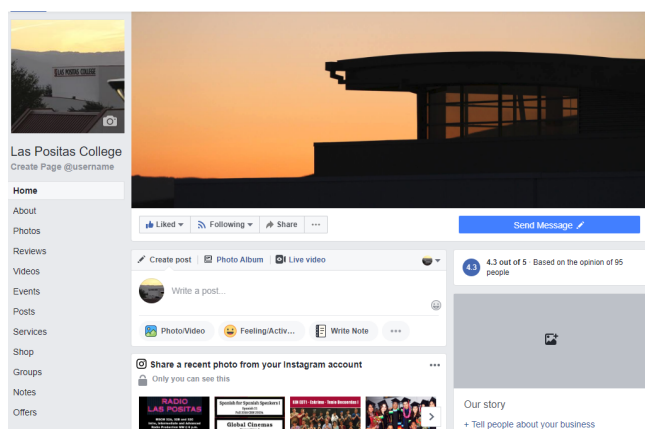 LAS POSITAS COLLEGE
Las Positas College
Create Page @username
Home
About
Photos
Reviews
Videos
Events
Posts
Services
Shop
Groups
Notes
Offers
Liked
Following
Share
Send Message
Create post
Photo Album
Live video
Write a post...
Photo/Video
Feeling/Activ...
Write Note
4.3
4.3 out of 5 · Based on the opinion of 95
people
Share a recent photo from your Instagram account
Only you can see this
RADIO
LAS POSITAS
Spanish for Spanish Speakers I
Global Cinemas
Our story
+ Tell people about your business